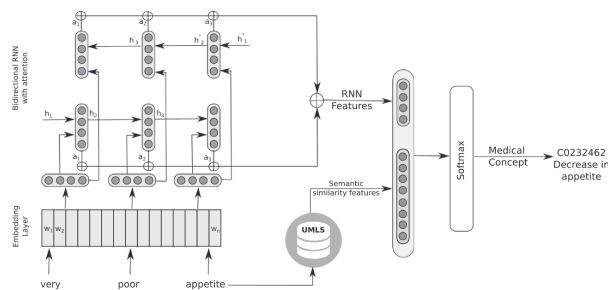 a1 a2 a3
h'3 h'2 h'1
Bidirectional RNN
with attention
h1 h2 h3
a1 a2 a3
RNN
Features
Embedding
Layer
w1 w2 wn
very poor appetite
UMLS
Semantic
similarity features
Softmax
Medical
Concept
C0232462
Decrease in
appetite